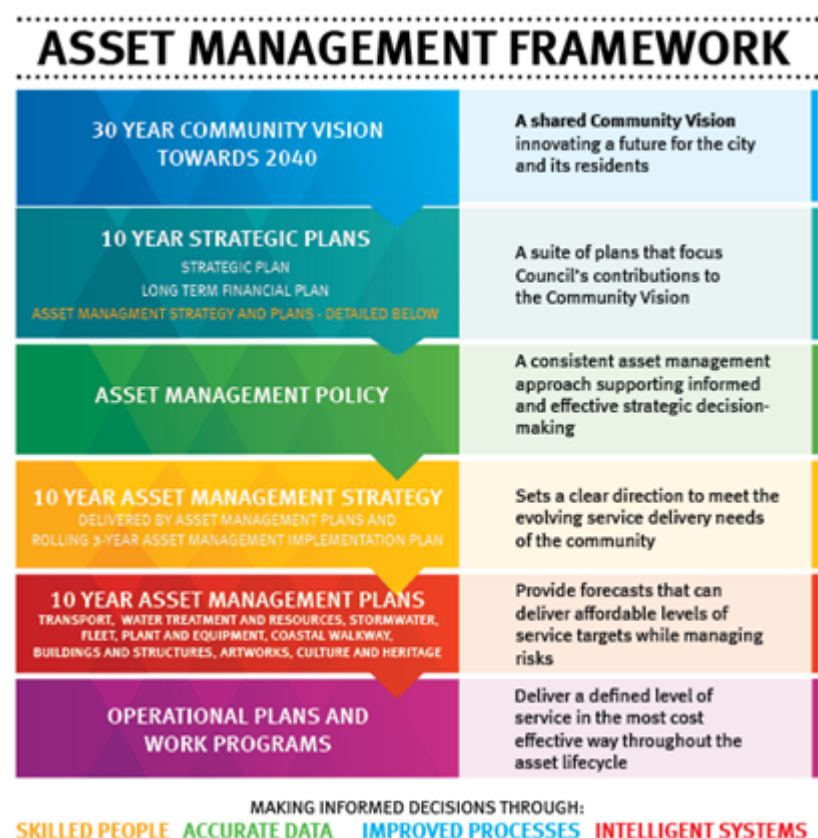 ASSET MANAGEMENT FRAMEWORK
30 YEAR COMMUNITY VISION
TOWARDS 2040
A shared Community Vision
innovating a future for the city
and its residents
10 YEAR STRATEGIC PLANS
STRATEGIC PLAN
LONG TERM FINANCIAL PLAN
ASSET MANAGMENT STRATEGY AND PLANS - DETAILED BELOW
A suite of plans that focus
Council's contributions to
the Community Vision
ASSET MANAGEMENT POLICY
A consistent asset management
approach supporting informed
and effective strategic decision-
making
10 YEAR ASSET MANAGEMENT STRATEGY
DELIVERED BY ASSET MANAGEMENT PLANS AND
ROLLING 3-YEAR ASSET MANAGEMENT IMPLEMENTATION PLAN
Sets a clear direction to meet the
evolving service delivery needs
of the community
10 YEAR ASSET MANAGEMENT PLANS
TRANSPORT, WATER TREATMENT AND RESOURCES, STORMWATER,
FLEET, PLANT AND EQUIPMENT, COASTAL WALKWAY,
BUILDINGS AND STRUCTURES, ARTWORKS, CULTURE AND HERITAGE
Provide forecasts that can
deliver affordable levels of
service targets while managing
risks
OPERATIONAL PLANS AND
WORK PROGRAMS
Deliver a defined level of
service in the most cost
effective way throughout the
asset lifecycle
MAKING INFORMED DECISIONS THROUGH:
SKILLED PEOPLE ACCURATE DATA IMPROVED PROCESSES INTELLIGENT SYSTEMS